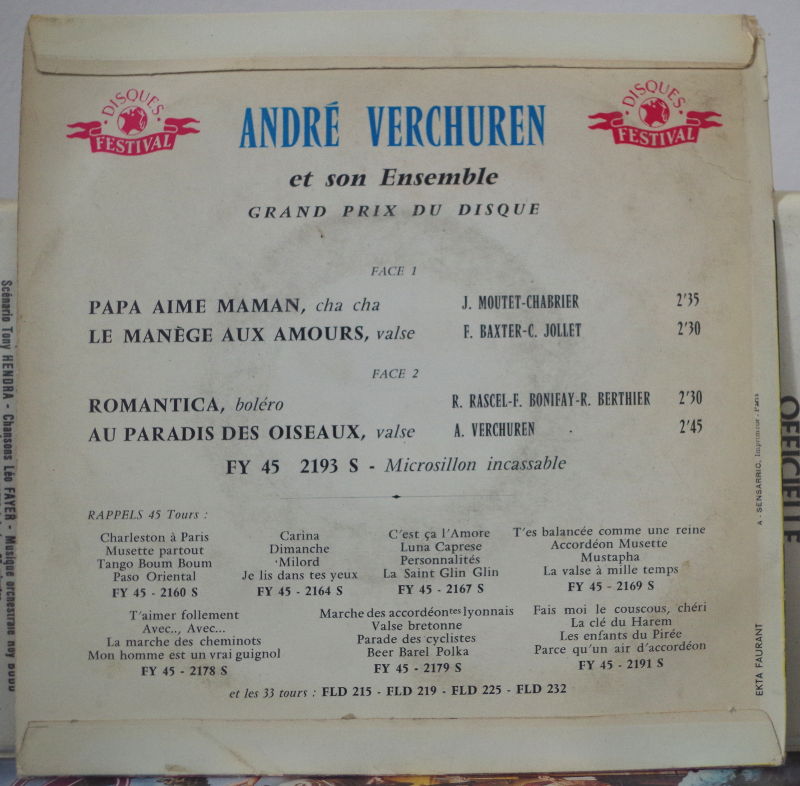 DISQUES
FESTIVAL
DISQUES
FESTIVAL
ANDRÉ VERCHUREN
et son Ensemble
GRAND PRIX DU DISQUE
FACE 1
PAPA AIME MAMAN, cha cha J. MOUTET-CHABRIER 2'35
LE MANÈGE AUX AMOURS, valse F. BAXTER-C. JOLLET 2'30
FACE 2
ROMANTICA, boléro R. RASCEL-F. BONIFAY-R. BERTHIER 2'30
AU PARADIS DES OISEAUX, valse A. VERCHUREN 2'45
FY 45 2193 S - Microsillon incassable
RAPPELS 45 Tours :
Charleston à Paris
Musette partout
Tango Boum Boum
Paso Oriental
FY 45 - 2160 S
Carina
Dimanche
Milord
Je lis dans tes yeux
FY 45 - 2164 S
C'est ça l'Amore
Luna Caprese
Personnalités
La Saint Glin Glin
FY 45 - 2167 S
T'es balancée comme une reine
Accordéon Musette
Mustapha
La valse à mille temps
FY 45 - 2169 S
T'aimer follement
Avec.., Avec...
La marche des cheminots
Mon homme est un vrai guignol
FY 45 - 2178 S
Marche des accordéontes lyonnais
Valse bretonne
Parade des cyclistes
Beer Barel Polka
FY 45 - 2179 S
Fais moi le couscous, chéri
La clé du Harem
Les enfants du Pirée
Parce qu'un air d'accordéon
FY 45 - 2191 S
et les 33 tours : FLD 215 - FLD 219 - FLD 225 - FLD 232
A. SENSARRIC, Imprimeur - Paris
EKTA FAURANT
Scénario Tony HENDRA - Chansons Léo FAYER - Musique orchestrale Roy
OFFICIELLE